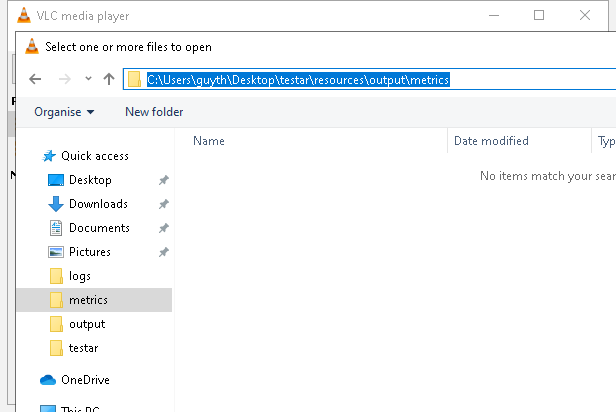 VLC media player
Select one or more files to open
C:\Users\guyth\Desktop\testar\resources\output\metrics
Organise
New folder
Name
Date modified
Typ
No items match your sear
Quick access
Desktop
Downloads
Documents
Pictures
logs
metrics
output
testar
OneDrive
This PC